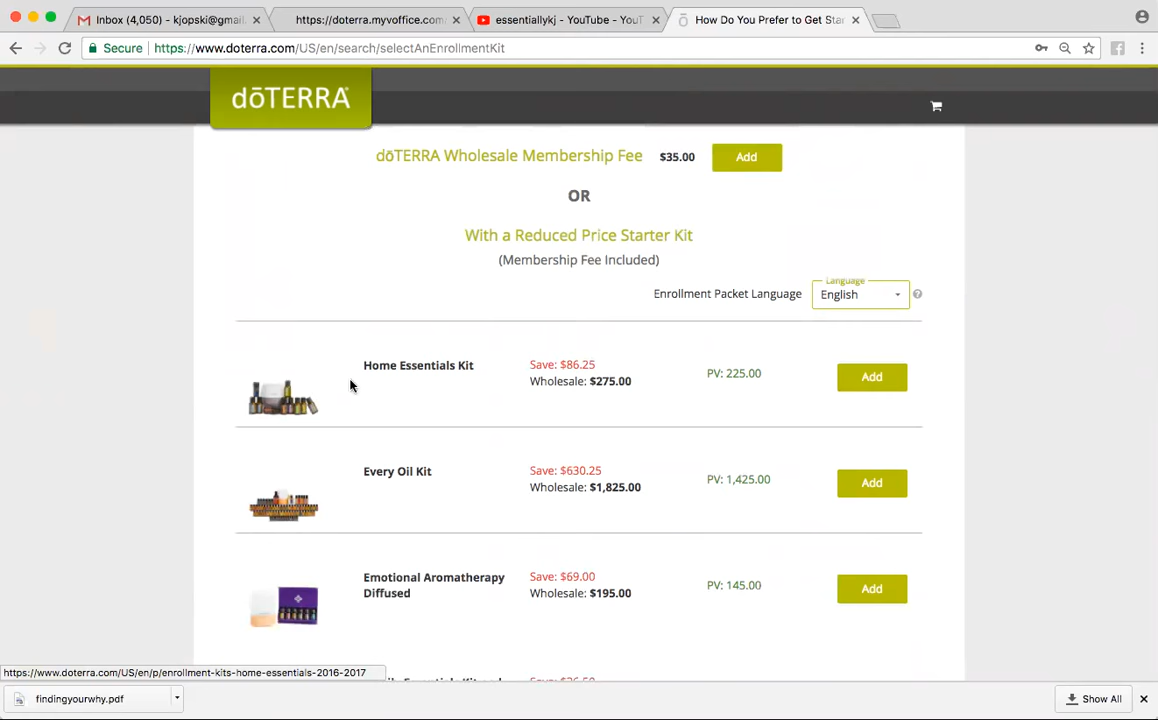 Inbox (4,050) - kjopski@gmail.
https://doterra.myvoffice.com
essentiallykj - YouTube - YouT
How Do You Prefer to Get Star
Secure
https://www.doterra.com/US/en/search/selectAnEnrollmentKit
dōTERRA
dōTERRA Wholesale Membership Fee $35.00 Add
OR
With a Reduced Price Starter Kit
(Membership Fee Included)
Language
Enrollment Packet Language English
Home Essentials Kit
Save: $86.25
Wholesale: $275.00
PV: 225.00
Add
Every Oil Kit
Save: $630.25
Wholesale: $1,825.00
PV: 1,425.00
Add
Emotional Aromatherapy
Diffused
Save: $69.00
Wholesale: $195.00
PV: 145.00
Add
https://www.doterra.com/US/en/p/enrollment-kits-home-essentials-2016-2017
findingyourwhy.pdf
Show All